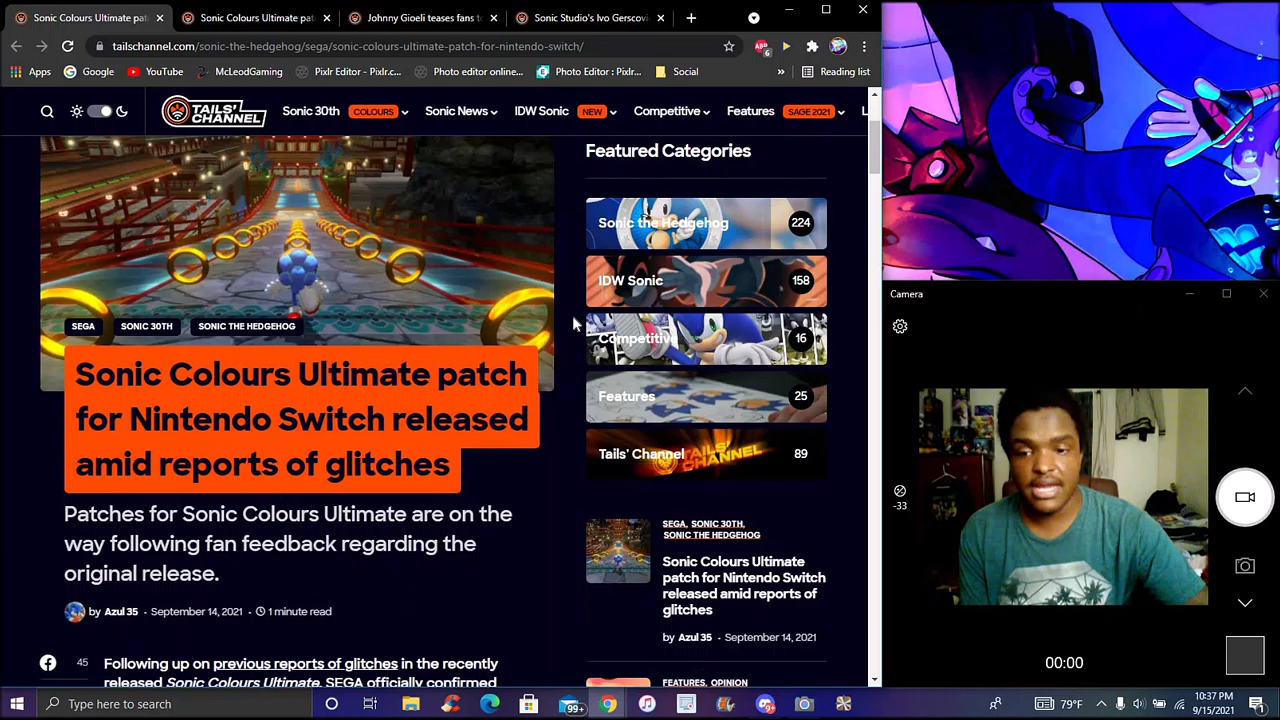 Sonic Colours Ultimate pat
Sonic Colours Ultimate pat
Johnny Gioeli teases fans to
Sonic Studio's Ivo Gerscovi
tailschannel.com/sonic-the-hedgehog/sega/sonic-colours-ultimate-patch-for-nintendo-switch/
ABP
6
Apps
Google
YouTube
McLeodGaming
Pixlr Editor - Pixlr.c...
Photo editor online...
Photo Editor : Pixlr...
Social
»
Reading list
TAILS' CHANNEL
Sonic 30th COLOURS
Sonic News
IDW Sonic NEW
Competitive
Features SAGE 2021
L
SEGA
SONIC 30TH
SONIC THE HEDGEHOG
Sonic Colours Ultimate patch
for Nintendo Switch released
amid reports of glitches
Patches for Sonic Colours Ultimate are on the
way following fan feedback regarding the
original release.
by Azul 35 · September 14, 2021 · 1 minute read
45
Following up on previous reports of glitches in the recently
released Sonic Colours Ultimate, SEGA officially confirmed
Featured Categories
Sonic the Hedgehog 224
IDW Sonic 158
Competitive 16
Features 25
Tails' Channel 89
SEGA, SONIC 30TH,
SONIC THE HEDGEHOG
Sonic Colours Ultimate
patch for Nintendo Switch
released amid reports of
glitches
by Azul 35 · September 14, 2021
FEATURES, OPINION
Camera
-33
00:00
Type here to search
99+
79°F
10:37 PM
9/15/2021